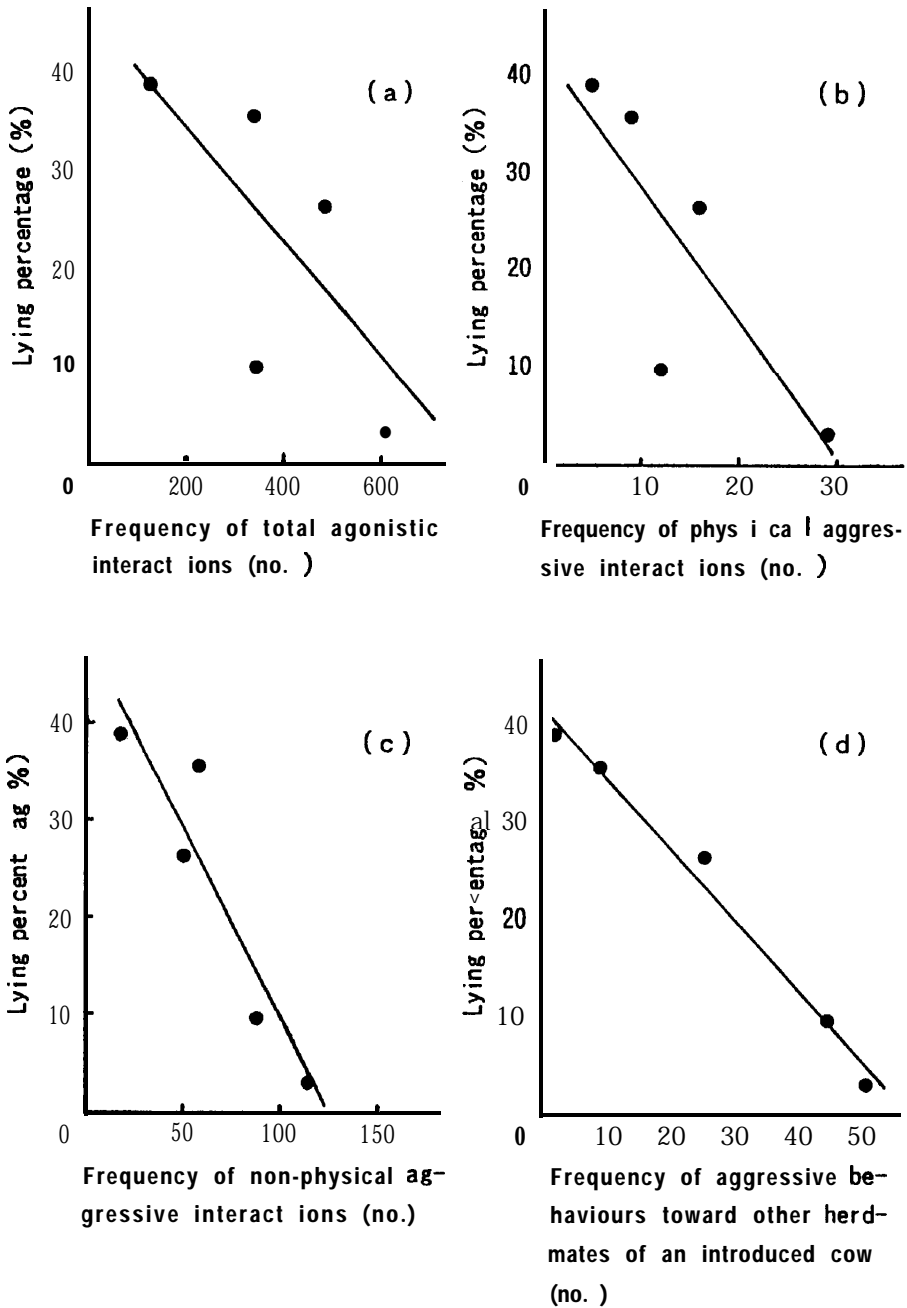 Lying percentage (%)
40
30
20
10
0
200 400 600
(a)
Frequency of total agonistic
interact ions (no. )
Lying percentage (%)
40
30
20
10
0
10 20 30
(b)
Frequency of phys i ca l aggres-
sive interact ions (no. )
Lying percent ag %)
40
30
20
10
0
50 100 150
(c)
Frequency of non-physical ag-
gressive interact ions (no.)
Lying per<entag %)
al
40
30
20
10
0
10 20 30 40 50
(d)
Frequency of aggressive be-
haviours toward other herd-
mates of an introduced cow
(no. )